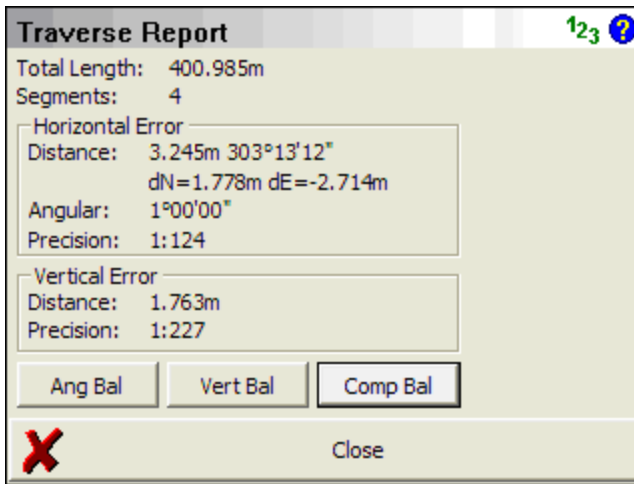 Traverse Report 123 ?
Total Length: 400.985m
Segments: 4
Horizontal Error
Distance: 3.245m 303°13'12"
dN=1.778m dE=-2.714m
Angular: 1°00'00"
Precision: 1:124
Vertical Error
Distance: 1.763m
Precision: 1:227
Ang Bal Vert Bal Comp Bal
Close